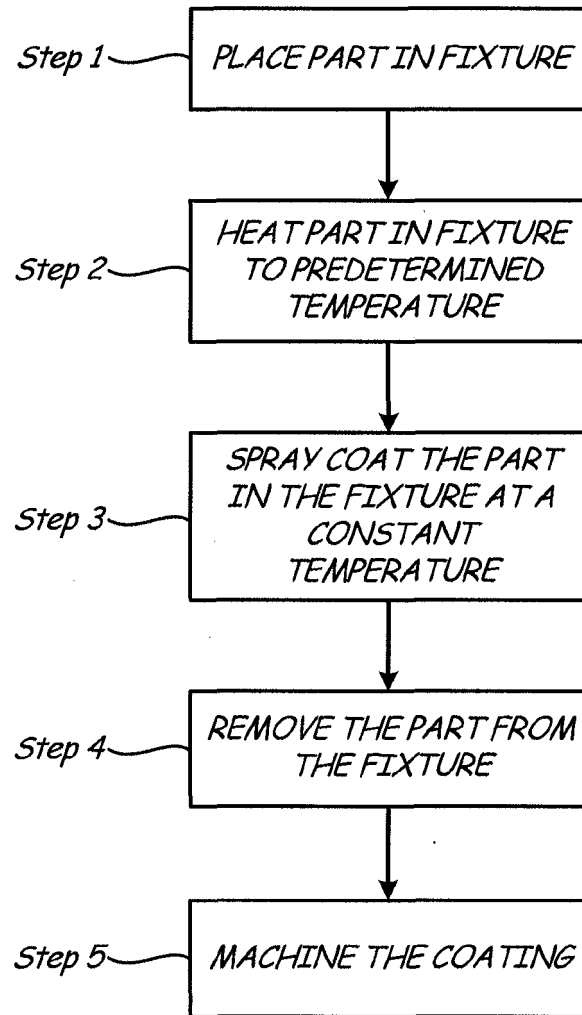 Step 1
PLACE PART IN FIXTURE
Step 2
HEAT PART IN FIXTURE
TO PREDETERMINED
TEMPERATURE
Step 3
SPRAY COAT THE PART
IN THE FIXTURE AT A
CONSTANT
TEMPERATURE
Step 4
REMOVE THE PART FROM
THE FIXTURE
Step 5
MACHINE THE COATING